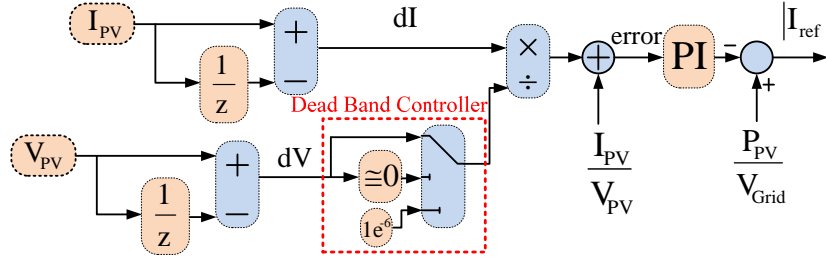 I_PV
1/z
+
−
dI
×
÷
+
error
PI
−
+
|I_ref
I_PV/V_PV
P_PV/V_Grid
Dead Band Controller
V_PV
1/z
+
−
dV
≅0
1e^-6